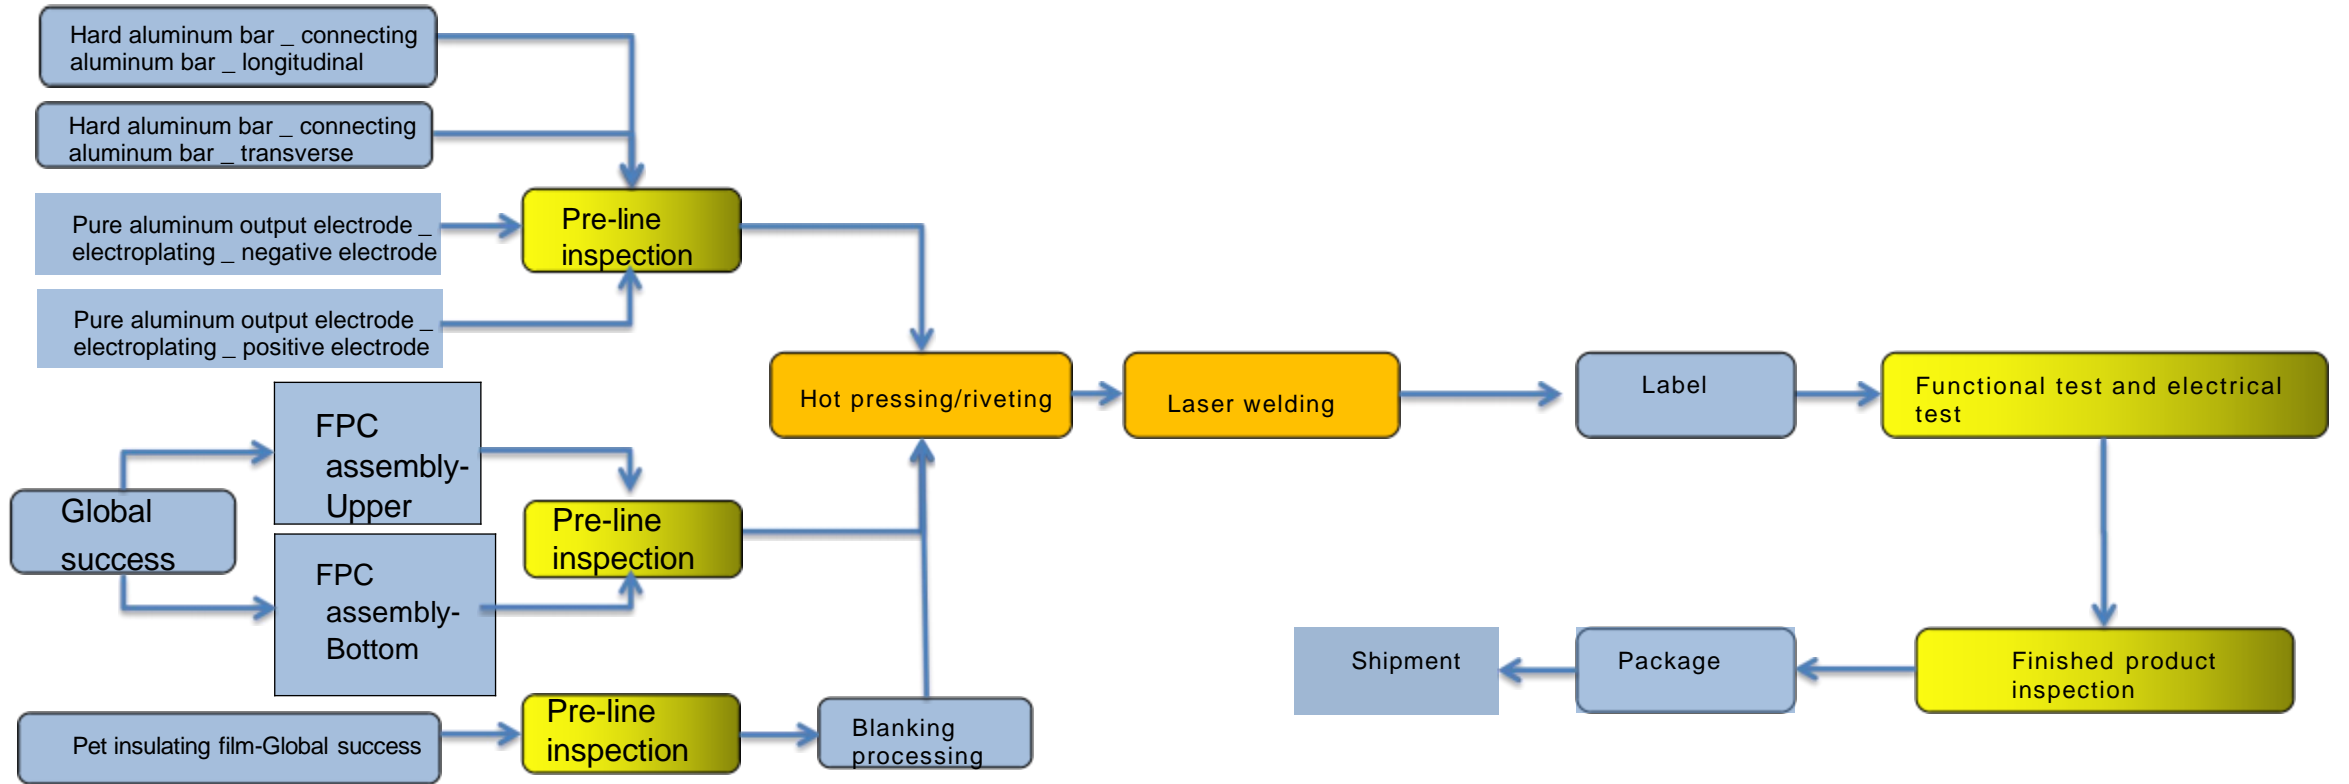 Hard aluminum bar _ connecting
aluminum bar _ longitudinal
Hard aluminum bar _ connecting
aluminum bar _ transverse
Pure aluminum output electrode _
electroplating _ negative electrode
Pure aluminum output electrode _
electroplating _ positive electrode
Pre-line
inspection
Global
success
FPC
assembly-
Upper
FPC
assembly-
Bottom
Pre-line
inspection
Pet insulating film-Global success
Pre-line
inspection
Blanking
processing
Hot pressing/riveting
Laser welding
Label
Functional test and electrical
test
Finished product
inspection
Package
Shipment